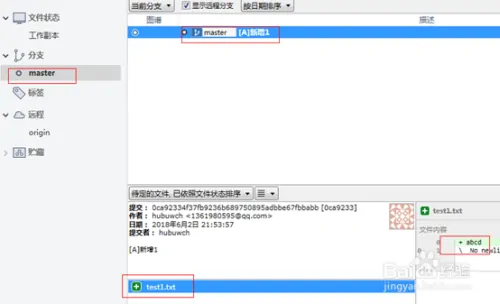 当前分支
显示远程分支
按日期排序
文件状态
工作副本
分支
master
标签
远程
origin
贮藏
图谱
描述
master [A]新增1
待定的文件, 已依照文件状态排序
提交: 0ca92334f37fb9236b689750895adbbe67fbbabb [0ca9233]
作者: hubuwch <1361980595@qq.com>
日期: 2018年6月2日 21:53:57
提交者: hubuwch
[A]新增1
test1.txt
test1.txt
文件内容
+ abcd
\ No newli
Baidu 经验
jingyan.baidu.com